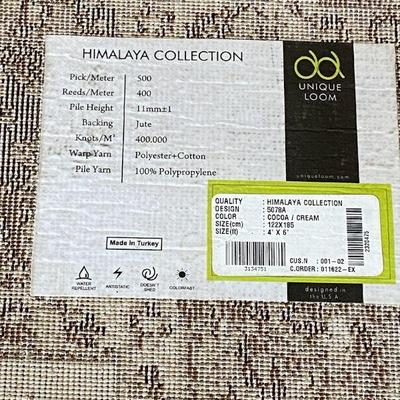 HIMALAYA COLLECTION
Pick/Meter 500
Reeds/Meter 400
Pile Height 11mm±1
Backing Jute
Knots/M² 400.000
Warp Yarn Polyester+Cotton
Pile Yarn 100% Polypropylene
Made In Turkey
WATER REPELLENT
ANTISTATIC
DOESN'T SHED
COLORFAST
UNIQUE LOOM
uniqueloom.com
QUALITY : HIMALAYA COLLECTION
DESIGN : 5078A
COLOR : COCOA / CREAM
SIZE(cm) : 122X185
SIZE(ft) : 4' X 6'
3134751
CUS.N : 001-02
C.ORDER : 011622-EX
2320475
designed in the U.S.A